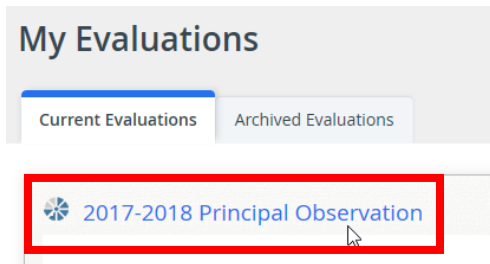 My Evaluations
Current Evaluations Archived Evaluations
2017-2018 Principal Observation